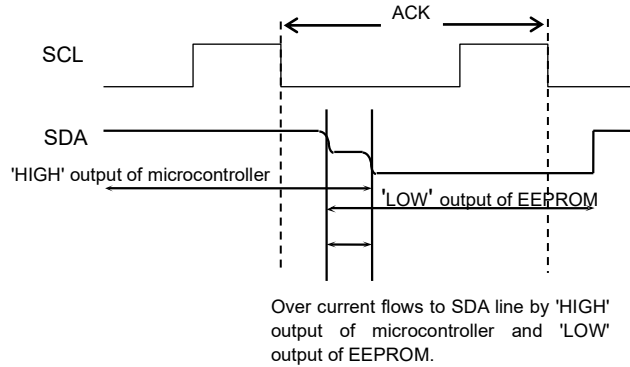 ACK
SCL
SDA
'HIGH' output of microcontroller
'LOW' output of EEPROM
Over current flows to SDA line by 'HIGH'
output of microcontroller and 'LOW'
output of EEPROM.